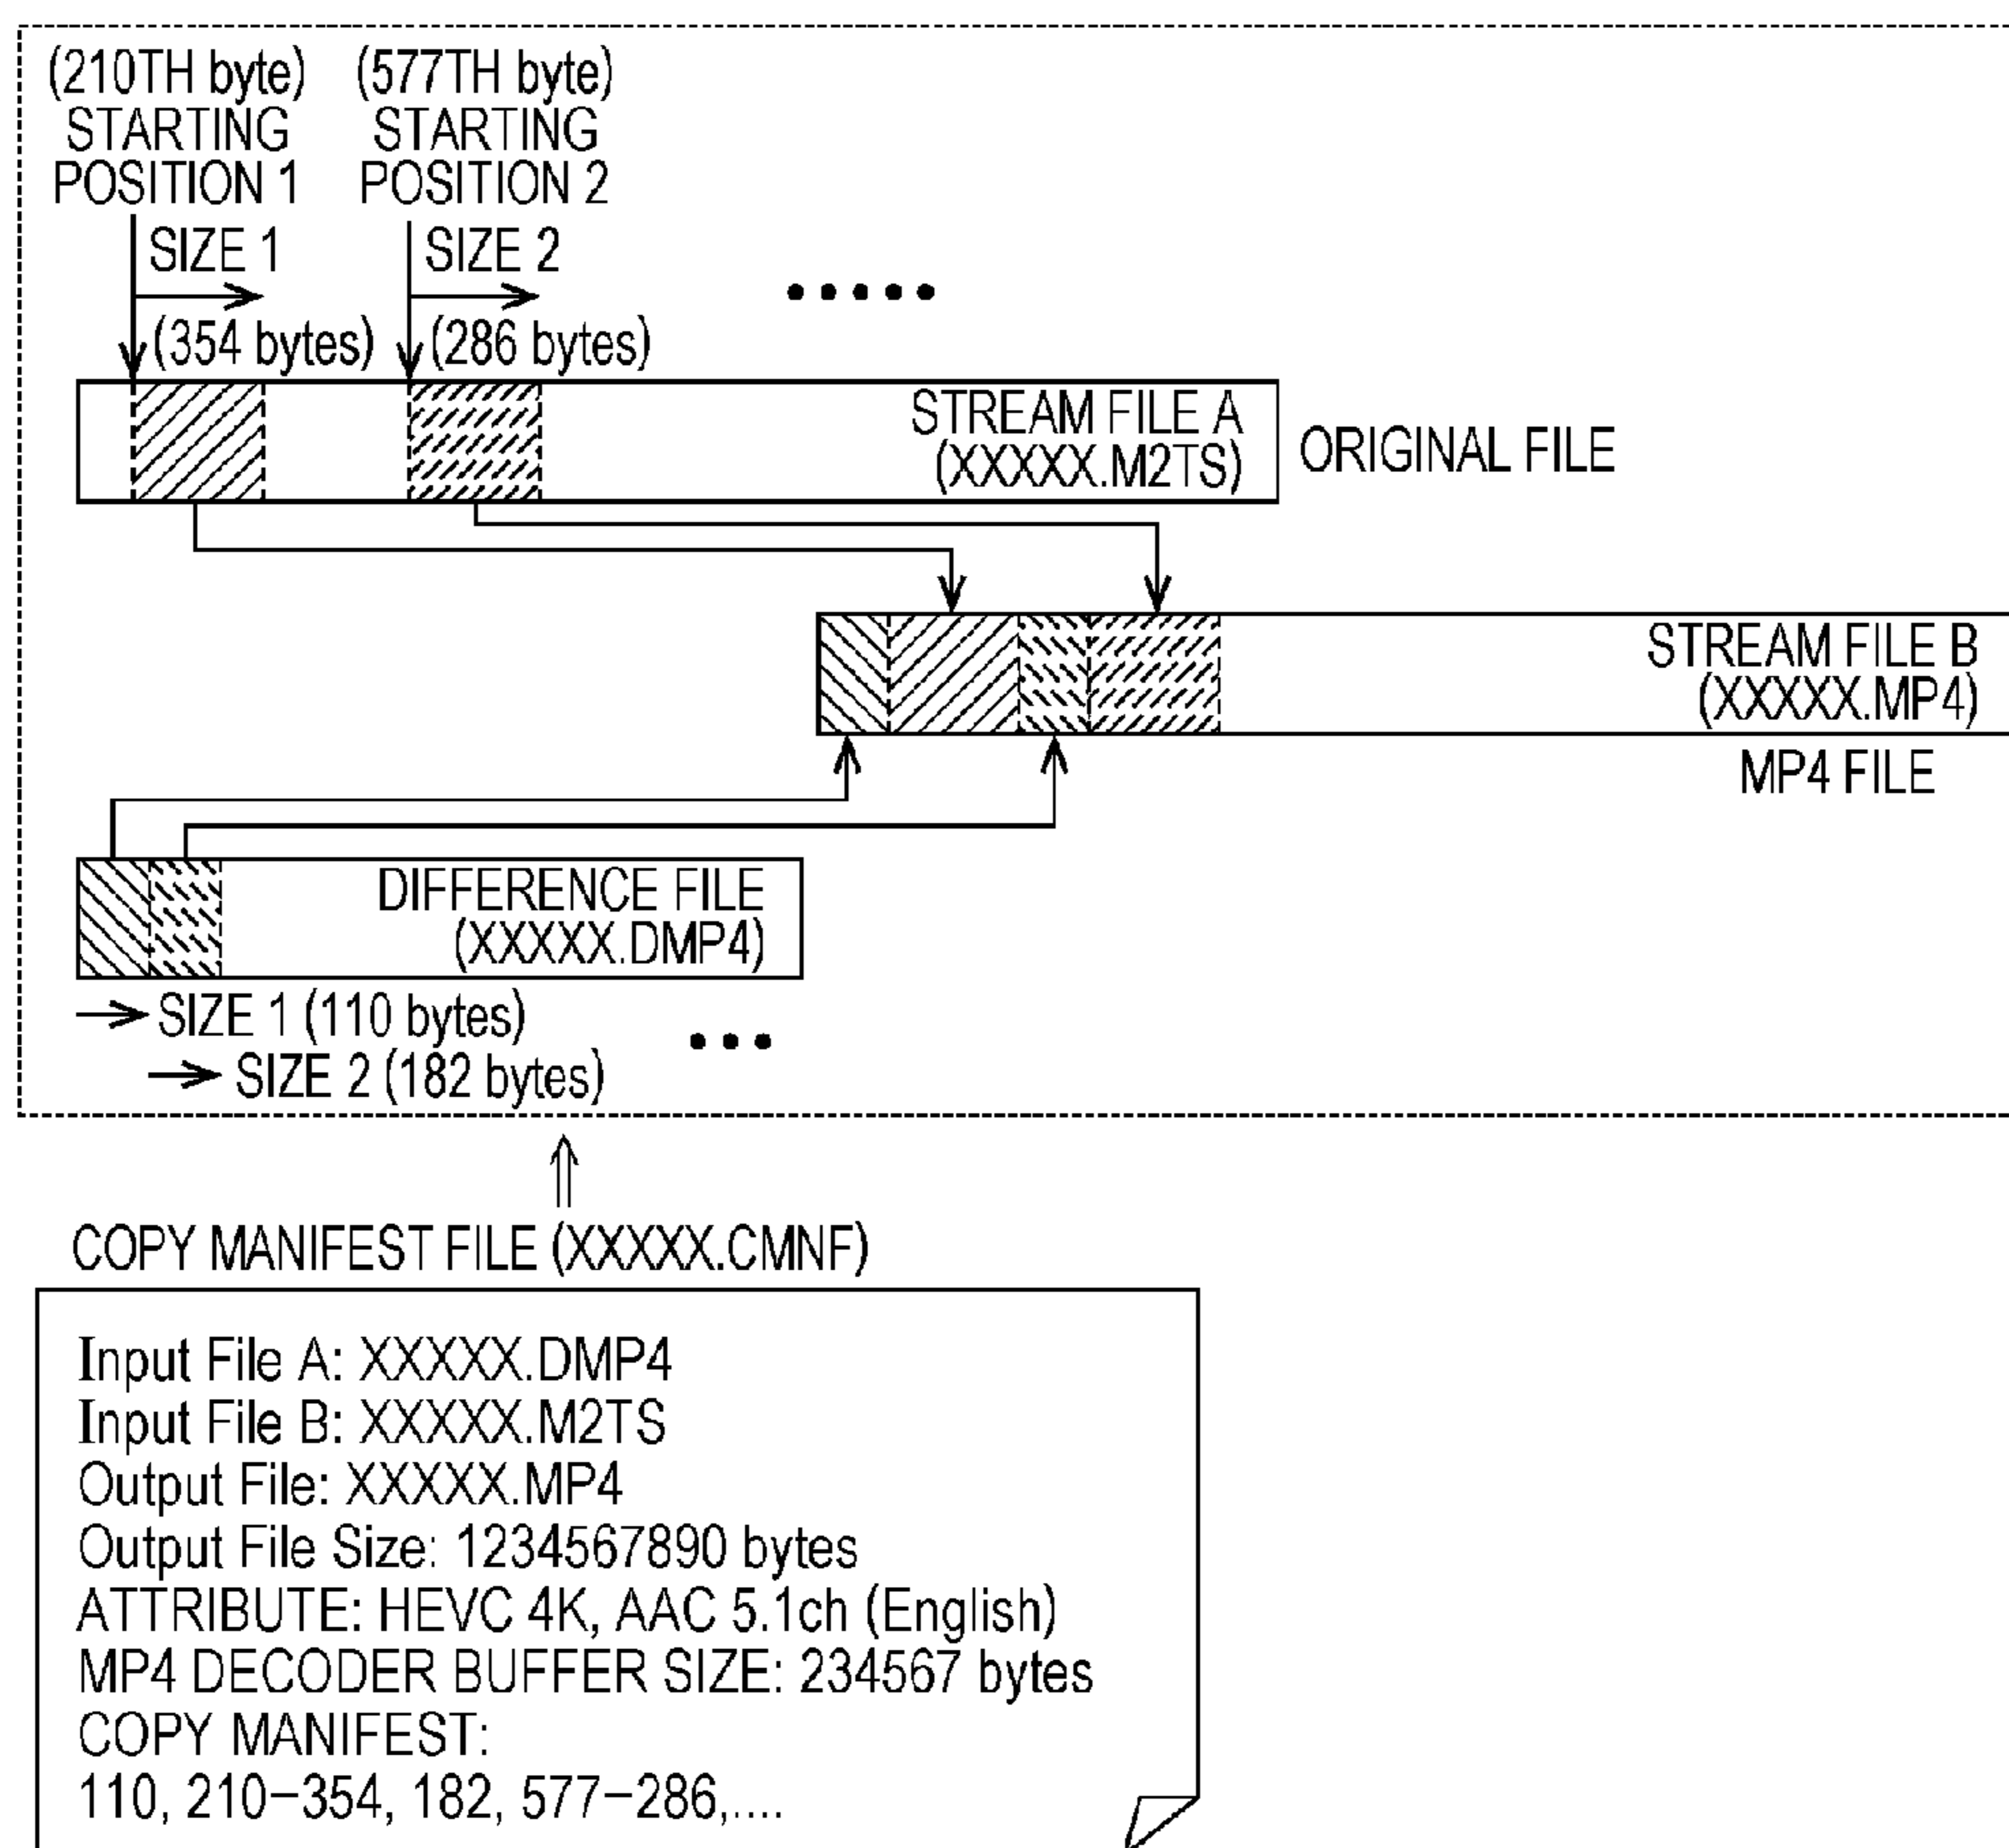 (210TH byte)
STARTING
POSITION 1
(577TH byte)
STARTING
POSITION 2
SIZE 1
(354 bytes)
SIZE 2
(286 bytes)
•••••
STREAM FILE A
(XXXXX.M2TS)
ORIGINAL FILE
STREAM FILE B
(XXXXX.MP4)
MP4 FILE
DIFFERENCE FILE
(XXXXX.DMP4)
SIZE 1 (110 bytes)
SIZE 2 (182 bytes)
•••
COPY MANIFEST FILE (XXXXX.CMNF)
Input File A: XXXXX.DMP4
Input File B: XXXXX.M2TS
Output File: XXXXX.MP4
Output File Size: 1234567890 bytes
ATTRIBUTE: HEVC 4K, AAC 5.1ch (English)
MP4 DECODER BUFFER SIZE: 234567 bytes
COPY MANIFEST:
110, 210−354, 182, 577−286,....